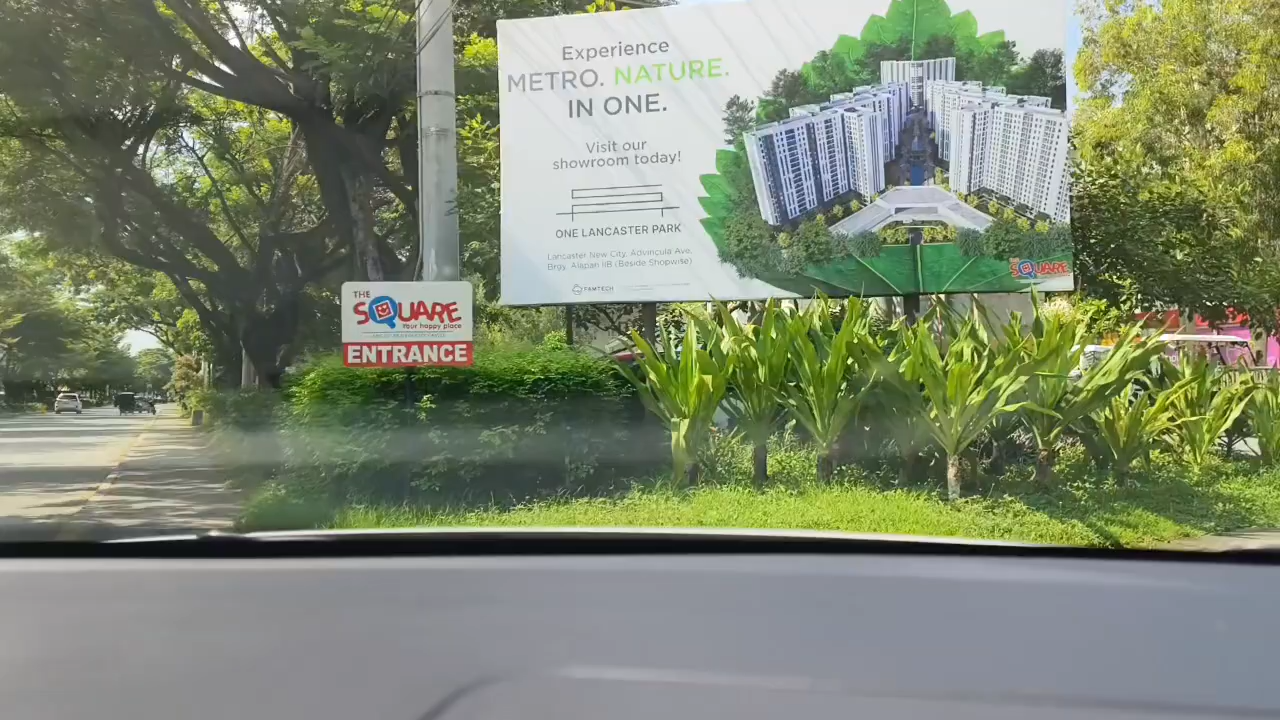 Experience
METRO. NATURE.
IN ONE.
Visit our
showroom today!
ONE LANCASTER PARK
Lancaster New City, Advincula Ave,
Brgy. Alapan IIB (Beside Shopwise)
THE
SQUARE
THE
SQUARE
Your happy place
ENTRANCE